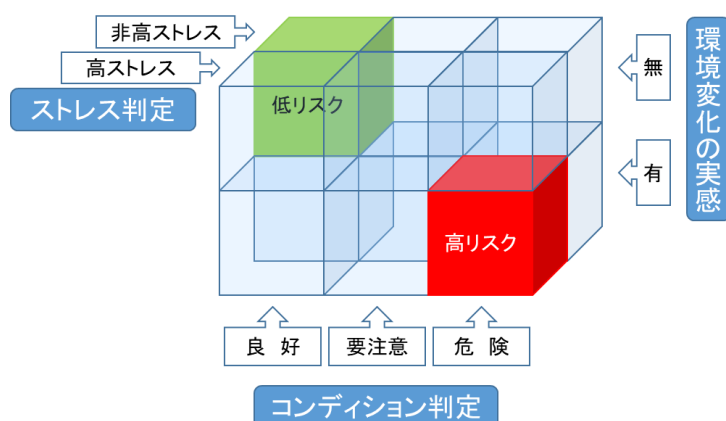 非高ストレス
高ストレス
ストレス判定
低リスク
無
有
環境変化の実感
高リスク
良 好
要注意
危 険
コンディション判定